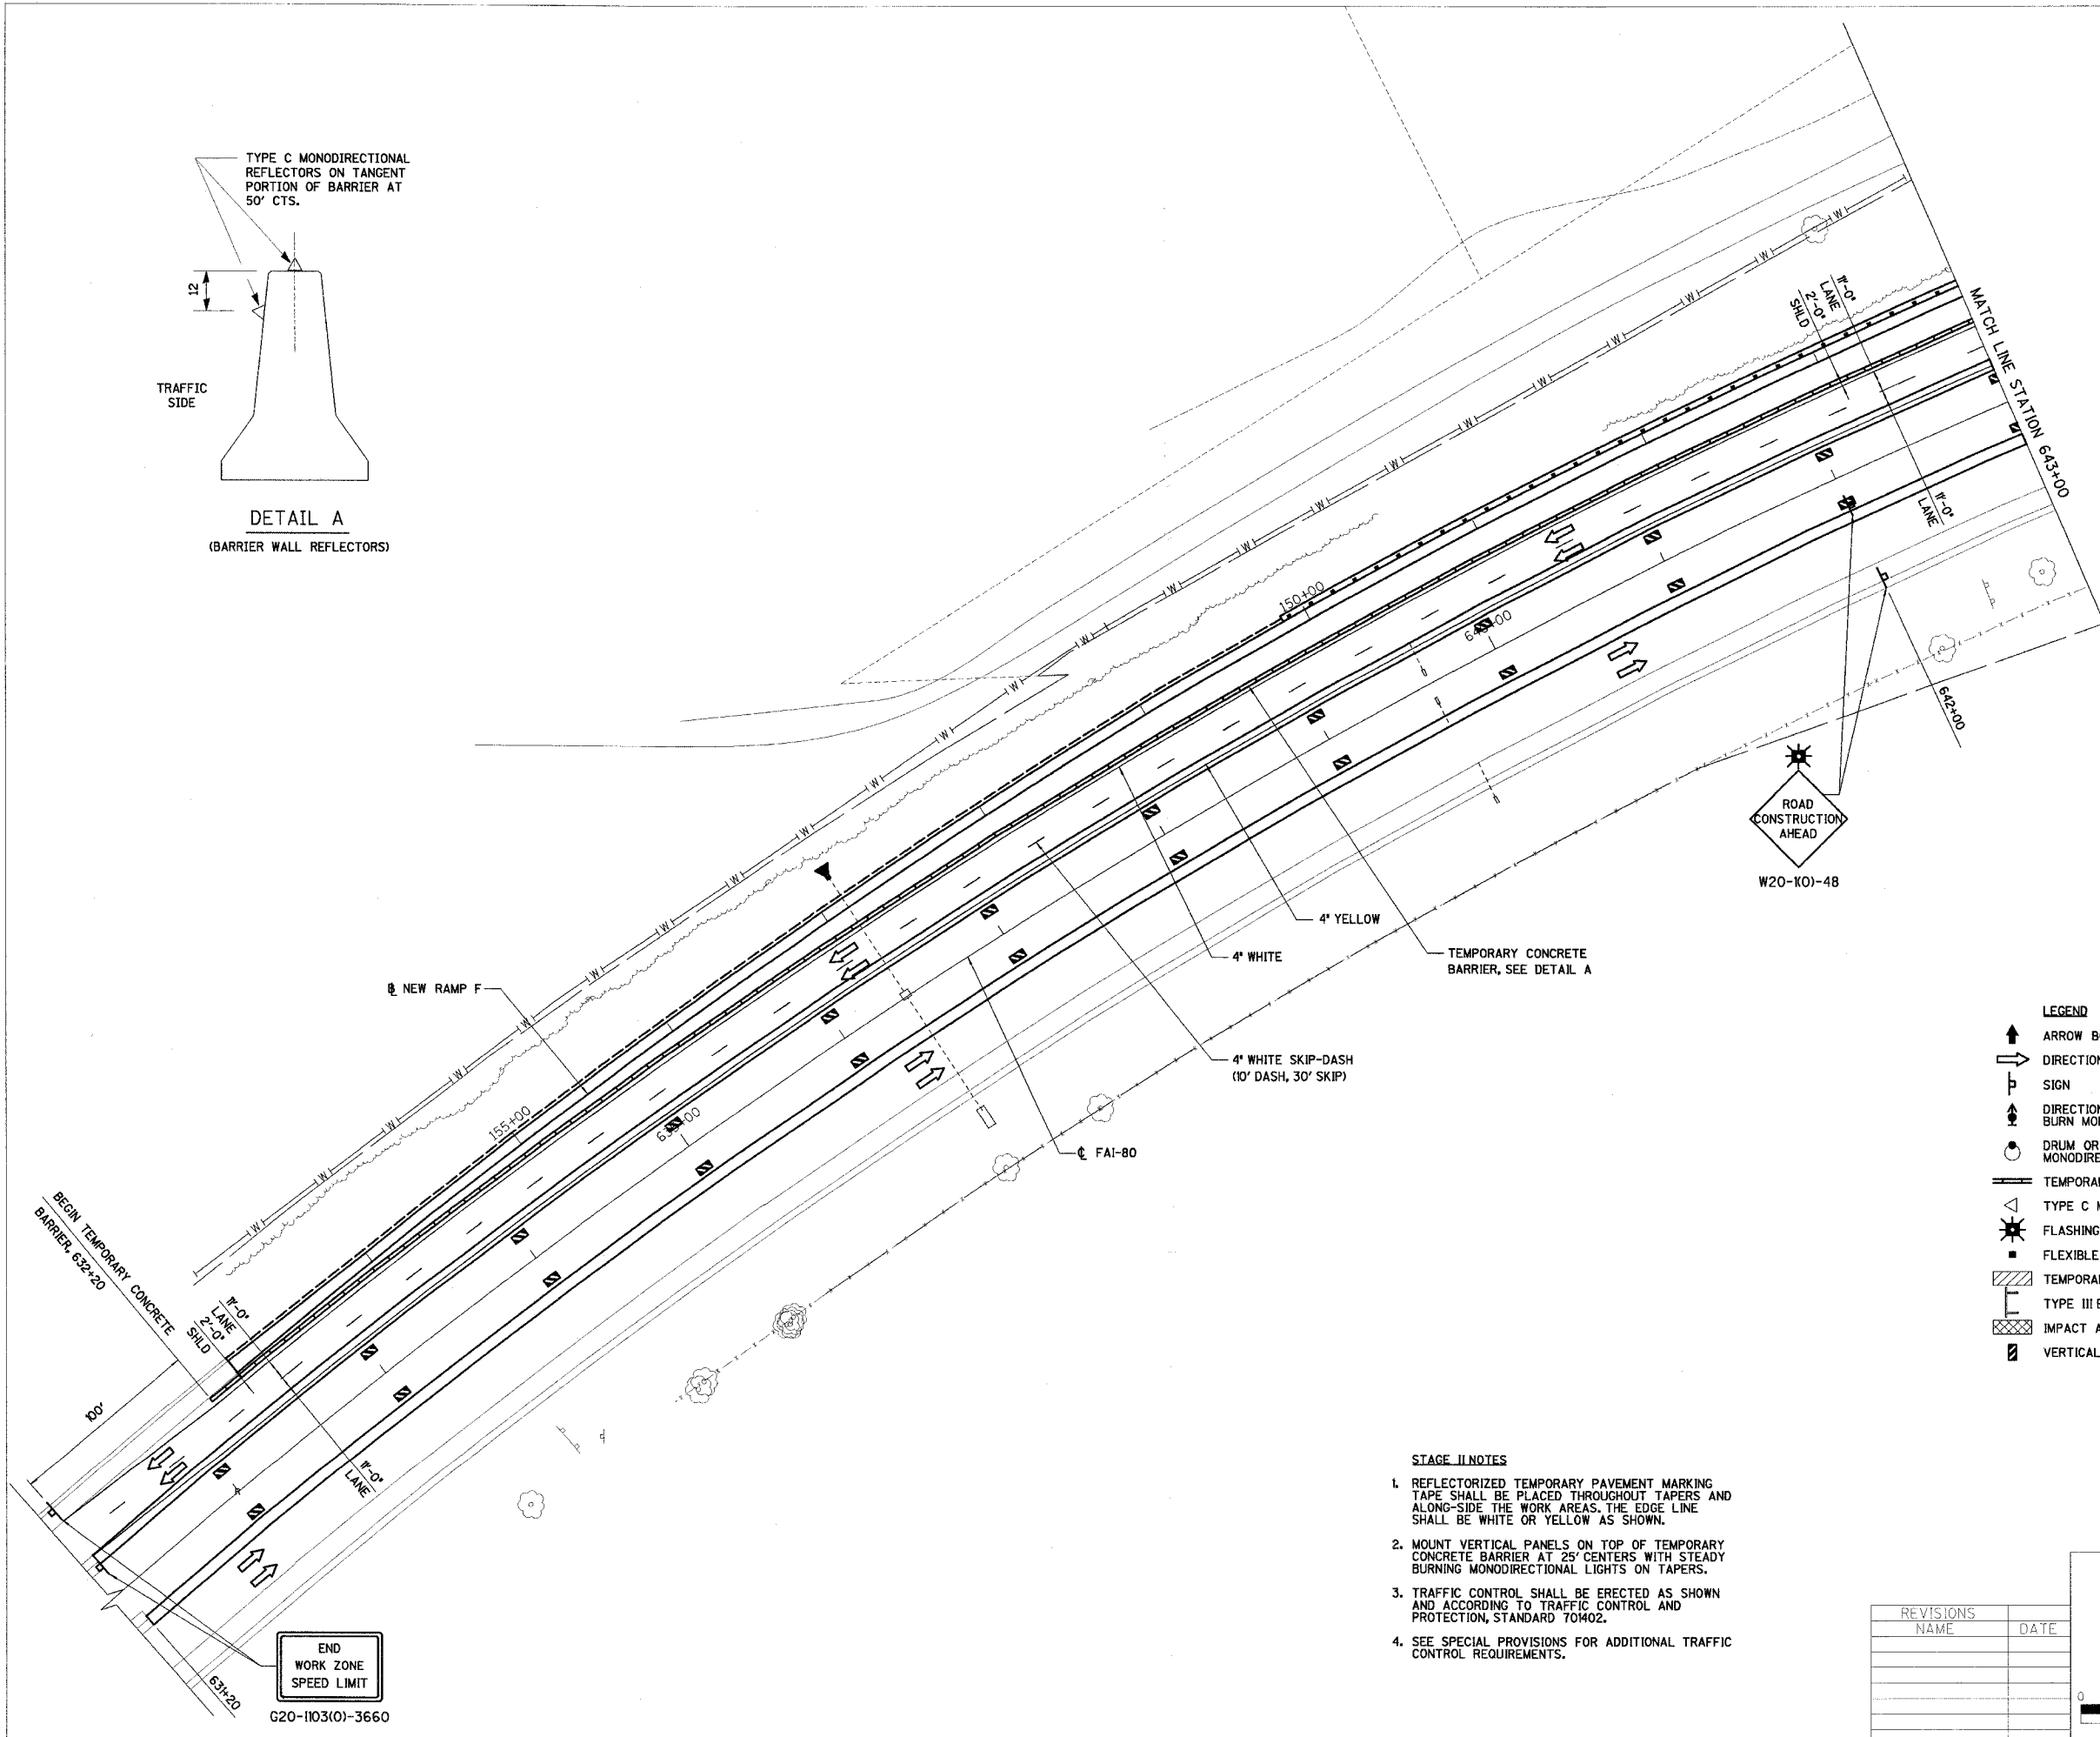 TYPE C MONODIRECTIONAL
REFLECTORS ON TANGENT
PORTION OF BARRIER AT
50' CTS.
12
TRAFFIC
SIDE
DETAIL A
(BARRIER WALL REFLECTORS)
11'-0"
LANE
2'-0"
SHLD
MATCH LINE STATION 643+00
11'-0"
LANE
150+00
642+00
ROAD
CONSTRUCTION
AHEAD
W20-1(O)-48
4" YELLOW
4" WHITE
TEMPORARY CONCRETE
BARRIER, SEE DETAIL A
℄ NEW RAMP F
4" WHITE SKIP-DASH
(10' DASH, 30' SKIP)
℄ FAI-80
155+00
BEGIN TEMPORARY CONCRETE
BARRIER, 632+20
11'-0"
LANE
2'-0"
SHLD
100'
11'-0"
LANE
END
WORK ZONE
SPEED LIMIT
G20-I103(O)-3660
631+20
LEGEND
ARROW B
DIRECTION
SIGN
DIRECTION
BURN MO
DRUM OR
MONODIRE
TEMPORA
TYPE C
FLASHING
FLEXIBLE
TEMPORA
TYPE III
IMPACT A
VERTICAL
STAGE II NOTES
1. REFLECTORIZED TEMPORARY PAVEMENT MARKING
TAPE SHALL BE PLACED THROUGHOUT TAPERS AND
ALONG-SIDE THE WORK AREAS. THE EDGE LINE
SHALL BE WHITE OR YELLOW AS SHOWN.
2. MOUNT VERTICAL PANELS ON TOP OF TEMPORARY
CONCRETE BARRIER AT 25' CENTERS WITH STEADY
BURNING MONODIRECTIONAL LIGHTS ON TAPERS.
3. TRAFFIC CONTROL SHALL BE ERECTED AS SHOWN
AND ACCORDING TO TRAFFIC CONTROL AND
PROTECTION, STANDARD 701402.
4. SEE SPECIAL PROVISIONS FOR ADDITIONAL TRAFFIC
CONTROL REQUIREMENTS.
REVISIONS
NAME DATE
0